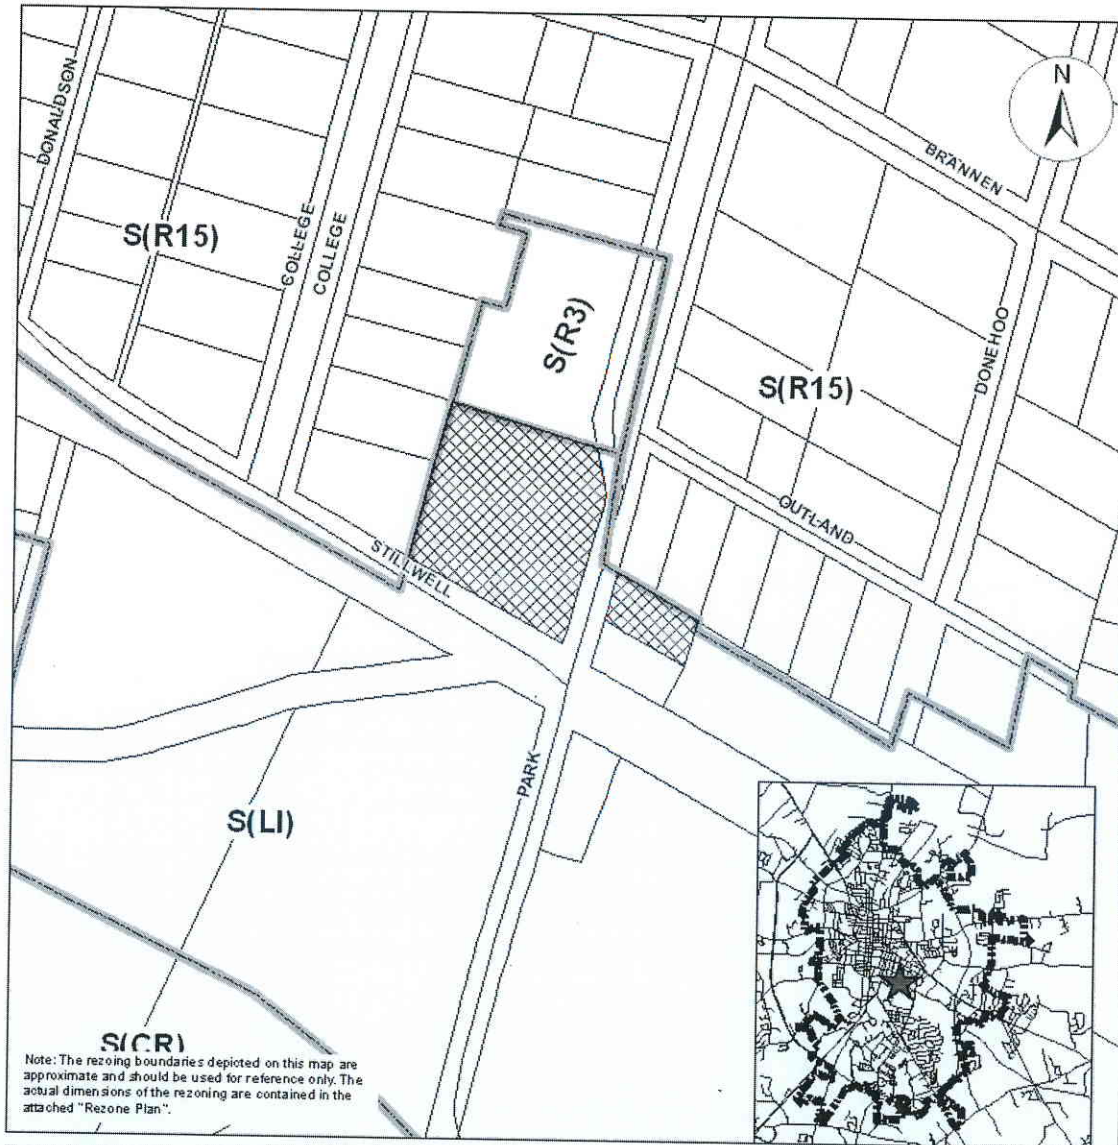 N
DONALDSON
BRANNEN
S(R15)
COLLEGE
COLLEGE
S(R3)
S(R15)
DONEHOO
OUTLAND
STILLWELL
PARK
S(LI)
S(CR)
Note: The rezoing boundaries depicted on this map are
approximate and should be used for reference only. The
actual dimensions of the rezoning are contained in the
attached "Rezone Plan".